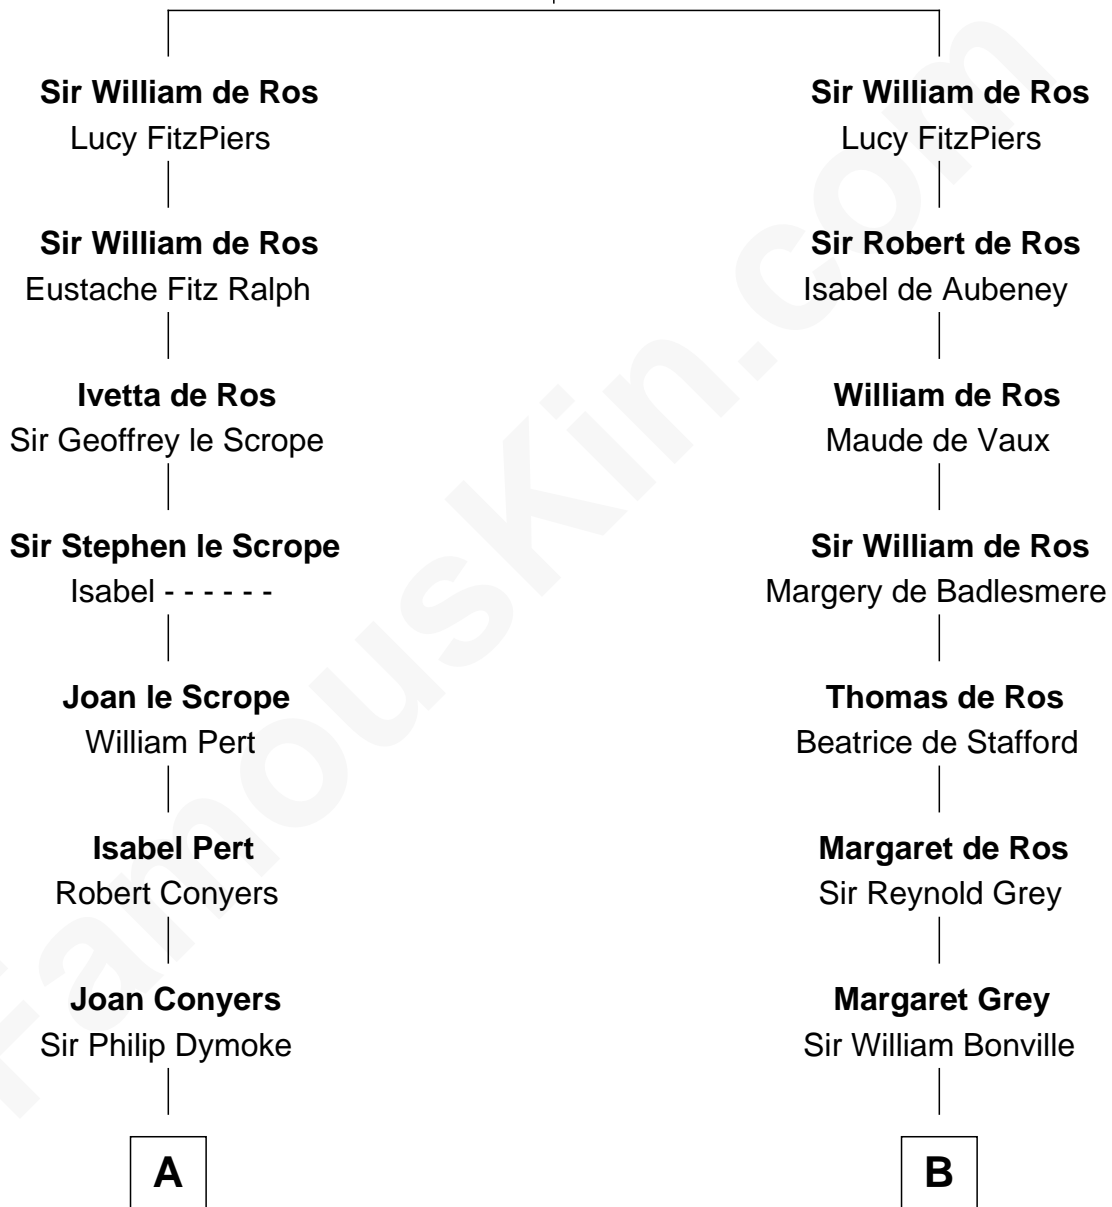 Sir William de Ros
Lucy FitzPiers
Sir William de Ros
Eustache Fitz Ralph
Ivetta de Ros
Sir Geoffrey le Scrope
Sir Stephen le Scrope
Isabel - - - - - -
Joan le Scrope
William Pert
Isabel Pert
Robert Conyers
Joan Conyers
Sir Philip Dymoke
A
Sir William de Ros
Lucy FitzPiers
Sir Robert de Ros
Isabel de Aubeney
William de Ros
Maude de Vaux
Sir William de Ros
Margery de Badlesmere
Thomas de Ros
Beatrice de Stafford
Margaret de Ros
Sir Reynold Grey
Margaret Grey
Sir William Bonville
B
FamousKin.com